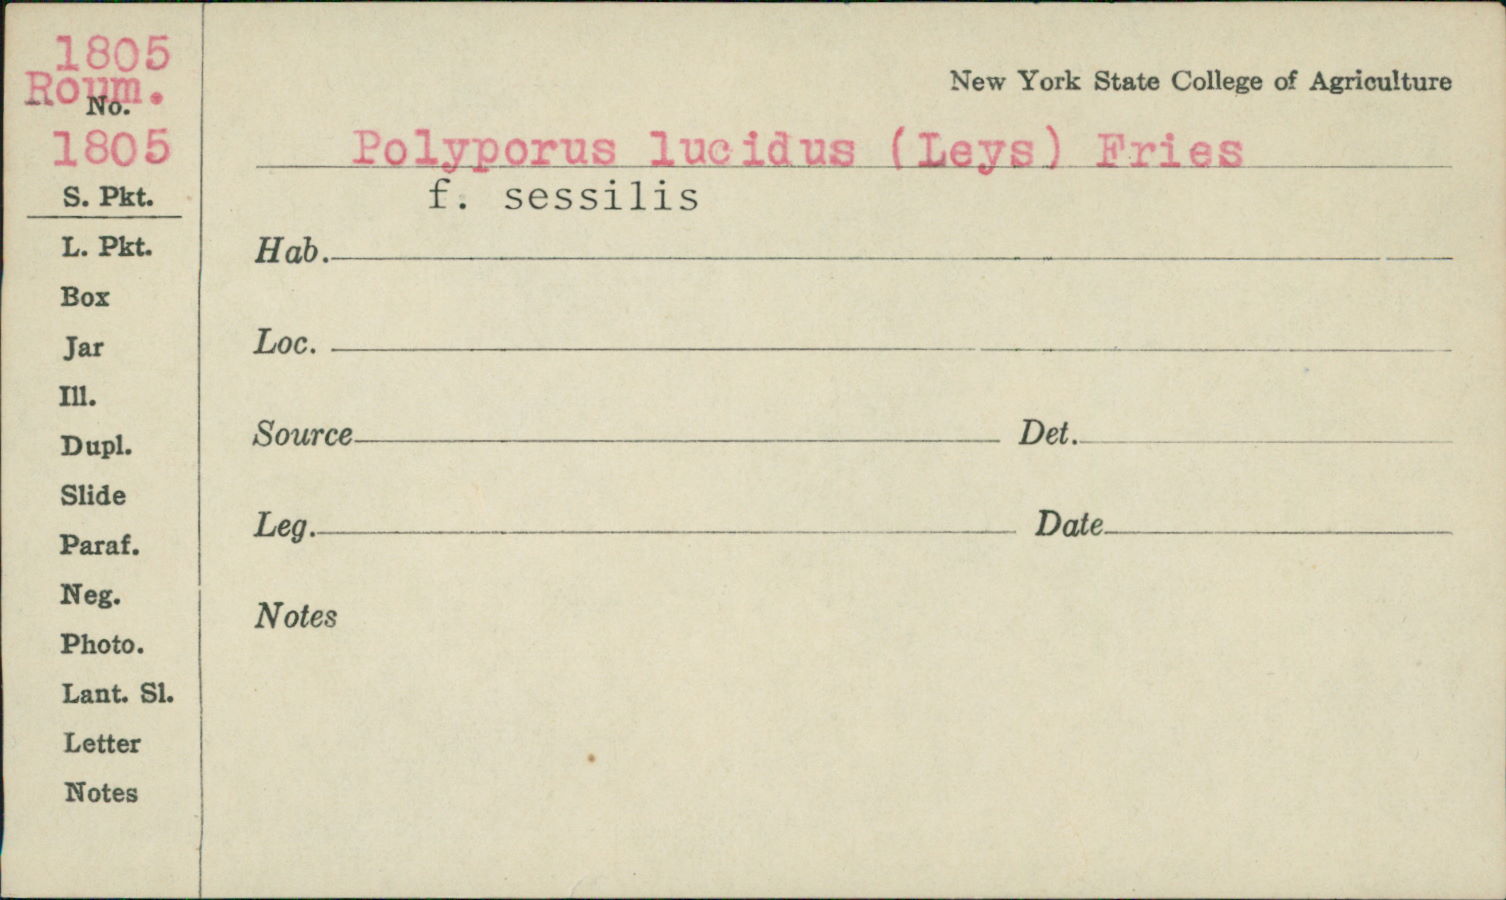 1805
Roum.
No.
1805
S. Pkt.
L. Pkt.
Box
Jar
Ill.
Dupl.
Slide
Paraf.
Neg.
Photo.
Lant. Sl.
Letter
Notes
New York State College of Agriculture
Polyporus lucidus (Leys) Fries
f. sessilis
Hab.
Loc.
Source Det.
Leg. Date
Notes